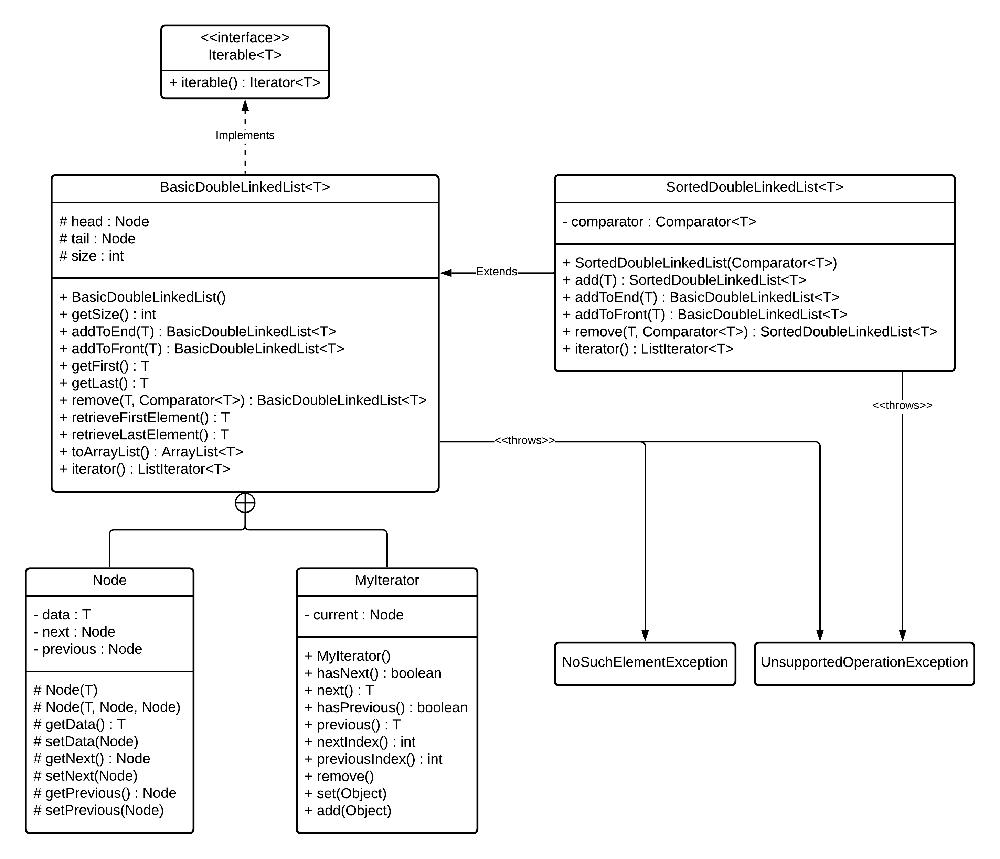 <<interface>>
Iterable<T>
+ iterable() : Iterator<T>
Implements
BasicDoubleLinkedList<T>
# head : Node
# tail : Node
# size : int
+ BasicDoubleLinkedList()
+ getSize() : int
+ addToEnd(T) : BasicDoubleLinkedList<T>
+ addToFront(T) : BasicDoubleLinkedList<T>
+ getFirst() : T
+ getLast() : T
+ remove(T, Comparator<T>) : BasicDoubleLinkedList<T>
+ retrieveFirstElement() : T
+ retrieveLastElement() : T
+ toArrayList() : ArrayList<T>
+ iterator() : ListIterator<T>
Extends
SortedDoubleLinkedList<T>
- comparator : Comparator<T>
+ SortedDoubleLinkedList(Comparator<T>)
+ add(T) : SortedDoubleLinkedList<T>
+ addToEnd(T) : BasicDoubleLinkedList<T>
+ addToFront(T) : BasicDoubleLinkedList<T>
+ remove(T, Comparator<T>) : SortedDoubleLinkedList<T>
+ iterator() : ListIterator<T>
<<throws>>
<<throws>>
Node
- data : T
- next : Node
- previous : Node
# Node(T)
# Node(T, Node, Node)
# getData() : T
# setData(Node)
# getNext() : Node
# setNext(Node)
# getPrevious() : Node
# setPrevious(Node)
MyIterator
- current : Node
+ MyIterator()
+ hasNext() : boolean
+ next() : T
+ hasPrevious() : boolean
+ previous() : T
+ nextIndex() : int
+ previousIndex() : int
+ remove()
+ set(Object)
+ add(Object)
NoSuchElementException
UnsupportedOperationException